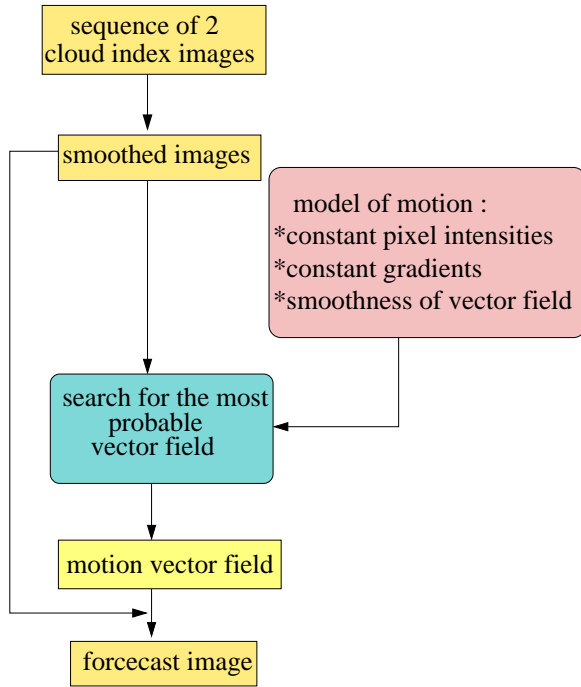 sequence of 2
cloud index images
smoothed images
model of motion :
*constant pixel intensities
*constant gradients
*smoothness of vector field
search for the most
probable
vector field
motion vector field
forcecast image